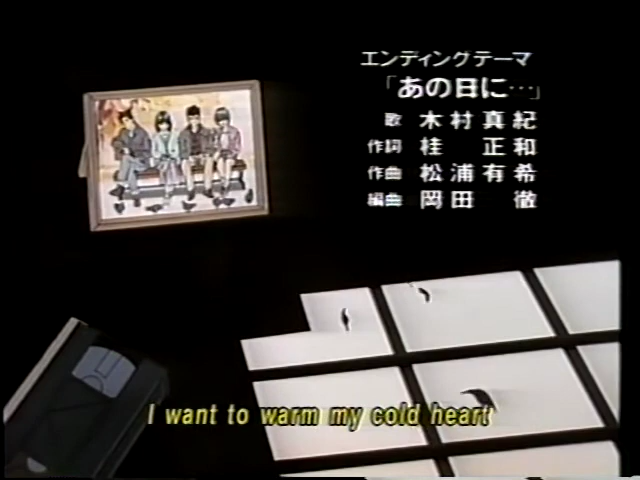 エンディングテーマ
「あの日に…」
歌 木村真紀
作詞 桂 正和
作曲 松浦有希
編曲 岡田 徹
I want to warm my cold heart